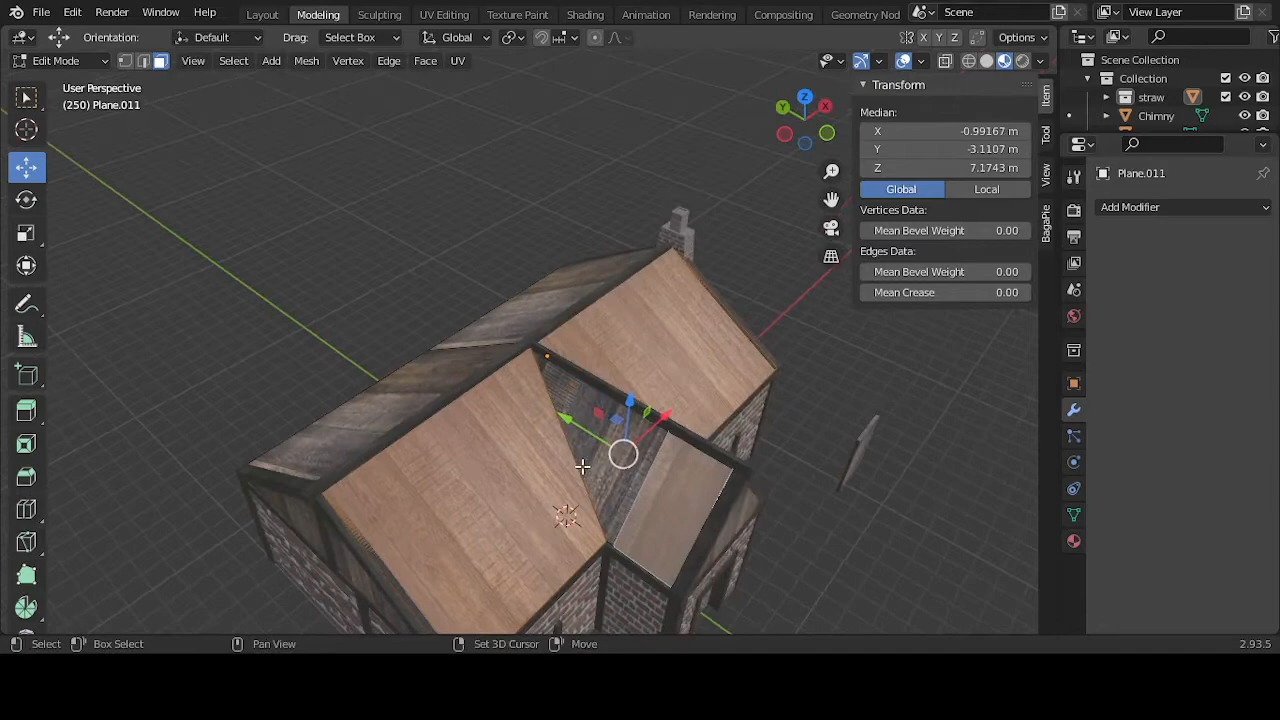 File Edit Render Window Help Layout Modeling Sculpting UV Editing Texture Paint Shading Animation Rendering Compositing Geometry Nod Scene View Layer
Orientation: Default Drag: Select Box Global X Y Z Options
Edit Mode View Select Add Mesh Vertex Edge Face UV
Scene Collection
Collection
straw
Chimny
User Perspective
(250) Plane.011
Z
Y
X
Transform
Median:
X -0.99167 m
Y -3.1107 m
Z 7.1743 m
Global Local
Vertices Data:
Mean Bevel Weight 0.00
Edges Data:
Mean Bevel Weight 0.00
Mean Crease 0.00
Item
Tool
View
BagaPie
Plane.011
Add Modifier
Select Box Select Pan View Set 3D Cursor Move 2.93.5